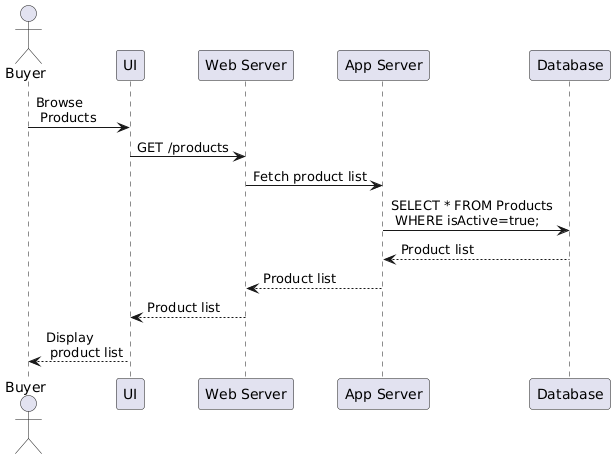 Buyer
UI
Web Server
App Server
Database
Browse
Products
GET /products
Fetch product list
SELECT * FROM Products
WHERE isActive=true;
Product list
Product list
Product list
Display
product list
Buyer
UI
Web Server
App Server
Database